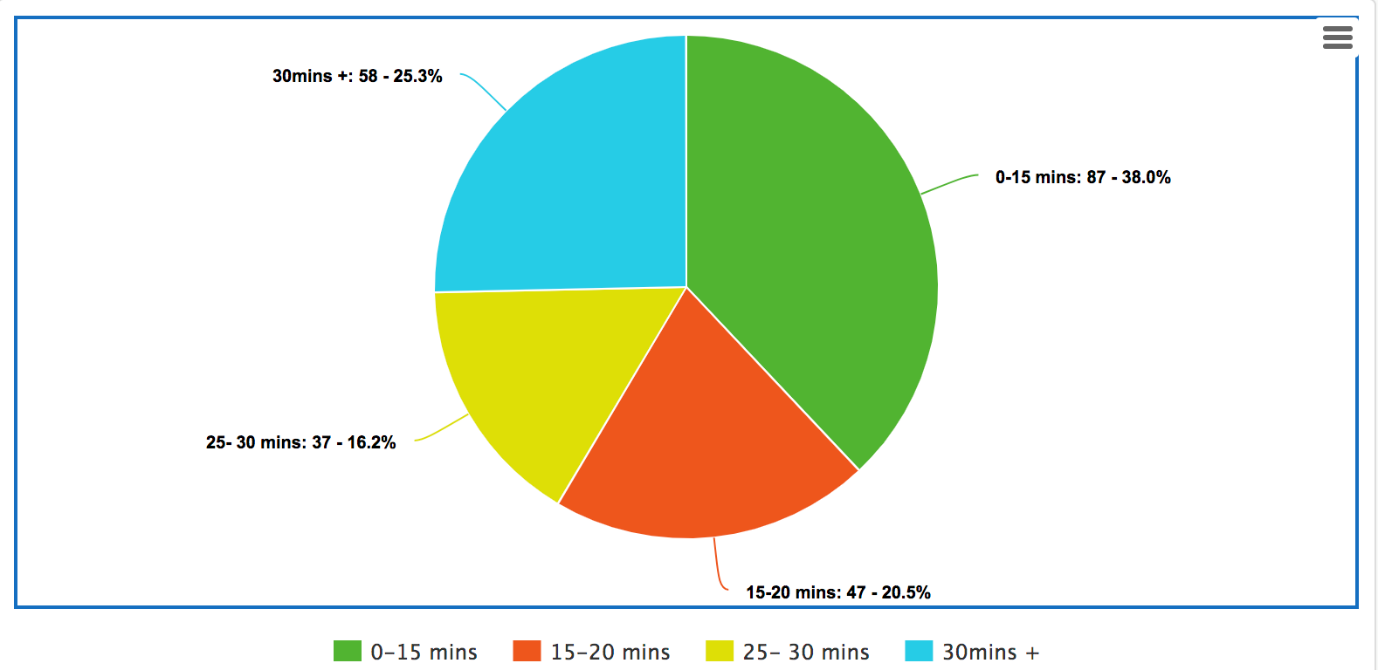 30mins +: 58 - 25.3%
0-15 mins: 87 - 38.0%
25- 30 mins: 37 - 16.2%
15-20 mins: 47 - 20.5%
0-15 mins 15-20 mins 25- 30 mins 30mins +